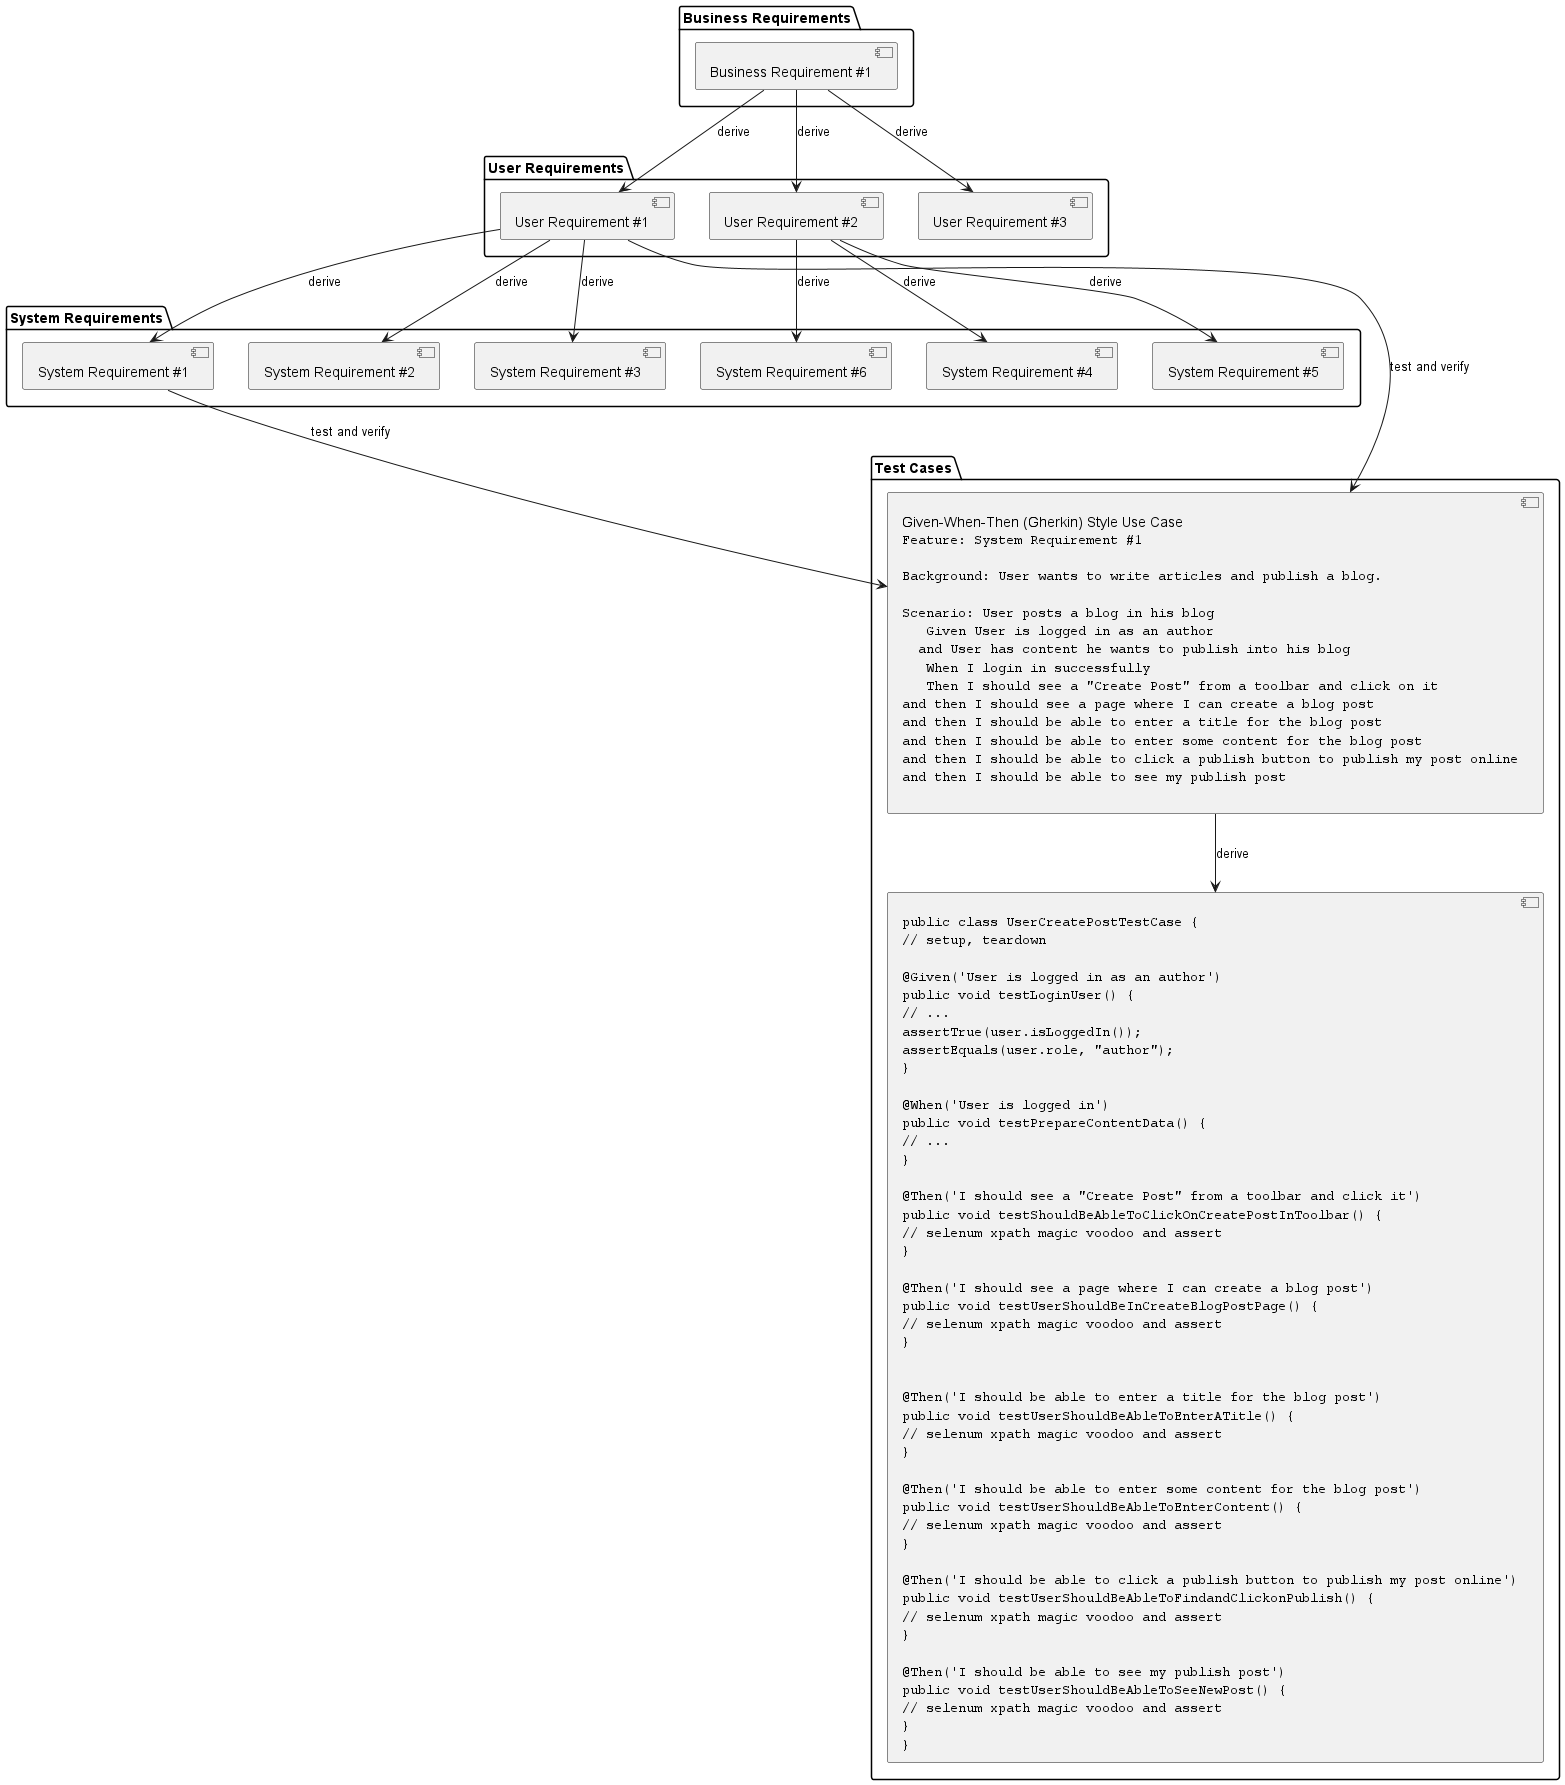 Business Requirements
Business Requirement #1
derive
derive
derive
User Requirements
User Requirement #1
User Requirement #2
User Requirement #3
derive
derive
derive
derive
derive
derive
System Requirements
System Requirement #1
System Requirement #2
System Requirement #3
System Requirement #6
System Requirement #4
System Requirement #5
test and verify
test and verify
Test Cases
Given-When-Then (Gherkin) Style Use Case
Feature: System Requirement #1
Background: User wants to write articles and publish a blog.
Scenario: User posts a blog in his blog
Given User is logged in as an author
and User has content he wants to publish into his blog
When I login in successfully
Then I should see a "Create Post" from a toolbar and click on it
and then I should see a page where I can create a blog post
and then I should be able to enter a title for the blog post
and then I should be able to enter some content for the blog post
and then I should be able to click a publish button to publish my post online
and then I should be able to see my publish post
derive
public class UserCreatePostTestCase {
// setup, teardown
@Given('User is logged in as an author')
public void testLoginUser() {
// ...
assertTrue(user.isLoggedIn());
assertEquals(user.role, "author");
}
@When('User is logged in')
public void testPrepareContentData() {
// ...
}
@Then('I should see a "Create Post" from a toolbar and click it')
public void testShouldBeAbleToClickOnCreatePostInToolbar() {
// selenum xpath magic voodoo and assert
}
@Then('I should see a page where I can create a blog post')
public void testUserShouldBeInCreateBlogPostPage() {
// selenum xpath magic voodoo and assert
}
@Then('I should be able to enter a title for the blog post')
public void testUserShouldBeAbleToEnterATitle() {
// selenum xpath magic voodoo and assert
}
@Then('I should be able to enter some content for the blog post')
public void testUserShouldBeAbleToEnterContent() {
// selenum xpath magic voodoo and assert
}
@Then('I should be able to click a publish button to publish my post online')
public void testUserShouldBeAbleToFindandClickonPublish() {
// selenum xpath magic voodoo and assert
}
@Then('I should be able to see my publish post')
public void testUserShouldBeAbleToSeeNewPost() {
// selenum xpath magic voodoo and assert
}
}